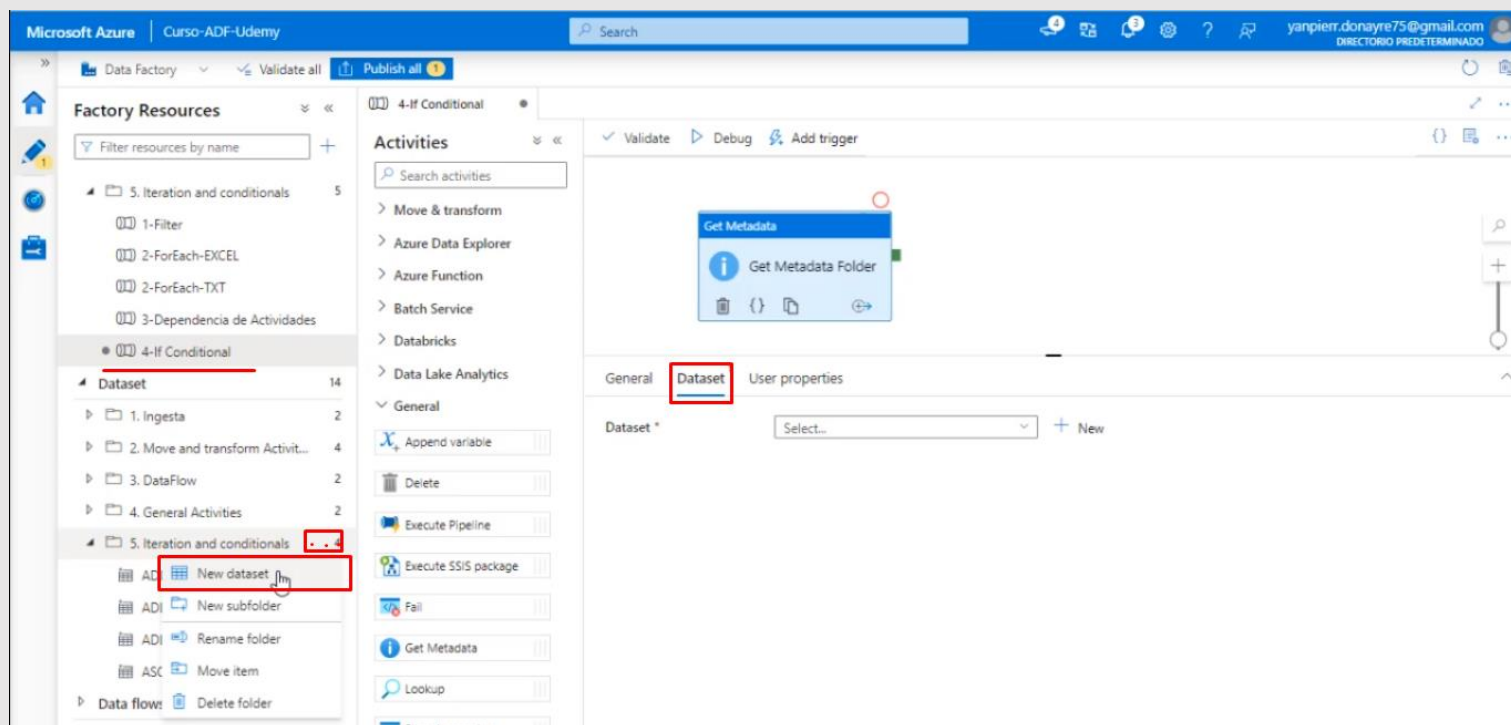 Microsoft Azure
Curso-ADF-Udemy
Search
4
3
yanpierr.donayre75@gmail.com
DIRECTORIO PREDETERMINADO
Data Factory
Validate all
Publish all 1
Factory Resources
Filter resources by name
1
5. Iteration and conditionals 5
1-Filter
2-ForEach-EXCEL
2-ForEach-TXT
3-Dependencia de Actividades
4-If Conditional
Dataset 14
1. Ingesta 2
2. Move and transform Activit... 4
3. DataFlow 2
4. General Activities 2
5. Iteration and conditionals 4
New dataset
New subfolder
Rename folder
Move item
Delete folder
Data flows
4-If Conditional
Activities
Search activities
Move & transform
Azure Data Explorer
Azure Function
Batch Service
Databricks
Data Lake Analytics
General
Append variable
Delete
Execute Pipeline
Execute SSIS package
Fail
Get Metadata
Lookup
Validate
Debug
Add trigger
Get Metadata
Get Metadata Folder
General
Dataset
User properties
Dataset *
Select...
New